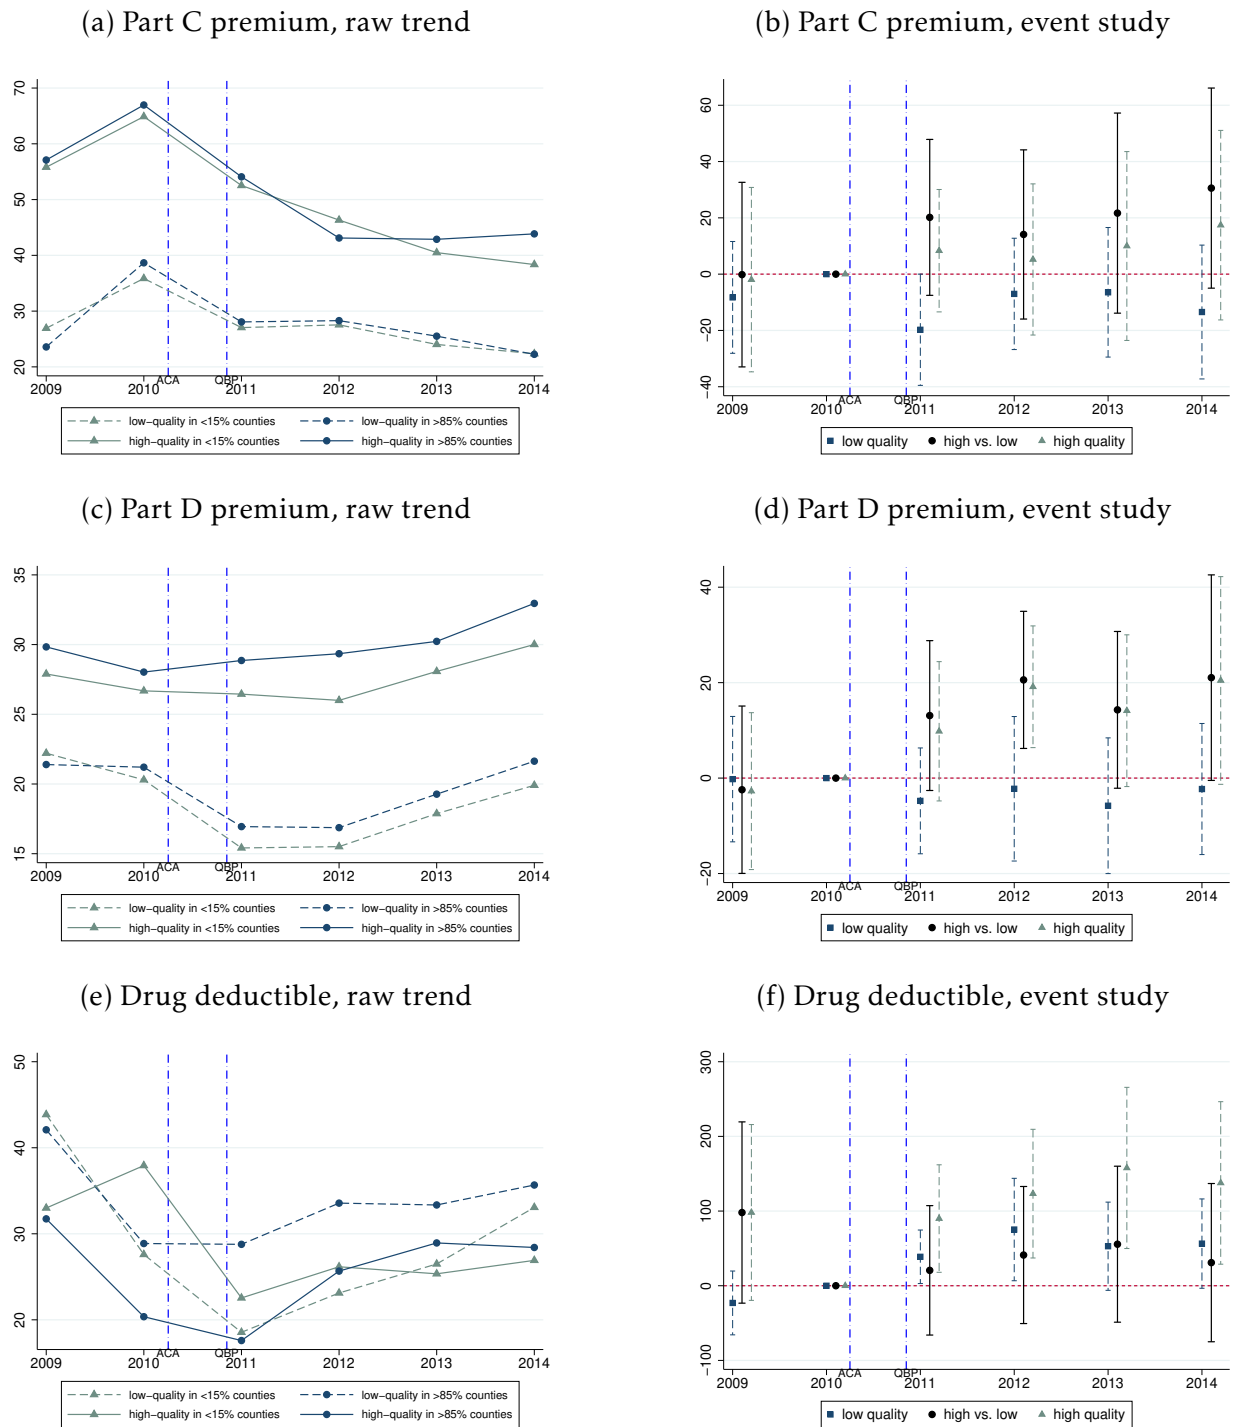 (a) Part C premium, raw trend
70
60
50
40
30
20
2009 2010 ACA QBP 2011 2012 2013 2014
low−quality in <15% counties low−quality in >85% counties
high−quality in <15% counties high−quality in >85% counties
(b) Part C premium, event study
60
40
20
0
−20
−40
2009 2010 ACA QBP 2011 2012 2013 2014
low quality high vs. low high quality
(c) Part D premium, raw trend
35
30
25
20
15
2009 2010 ACA QBP 2011 2012 2013 2014
low−quality in <15% counties low−quality in >85% counties
high−quality in <15% counties high−quality in >85% counties
(d) Part D premium, event study
40
20
0
−20
2009 2010 ACA QBP 2011 2012 2013 2014
low quality high vs. low high quality
(e) Drug deductible, raw trend
50
40
30
20
2009 2010 ACA QBP 2011 2012 2013 2014
low−quality in <15% counties low−quality in >85% counties
high−quality in <15% counties high−quality in >85% counties
(f) Drug deductible, event study
300
200
100
0
−100
2009 2010 ACA QBP 2011 2012 2013 2014
low quality high vs. low high quality